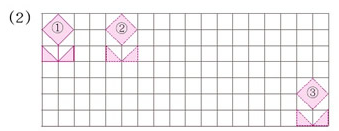 (2)
① ②
③